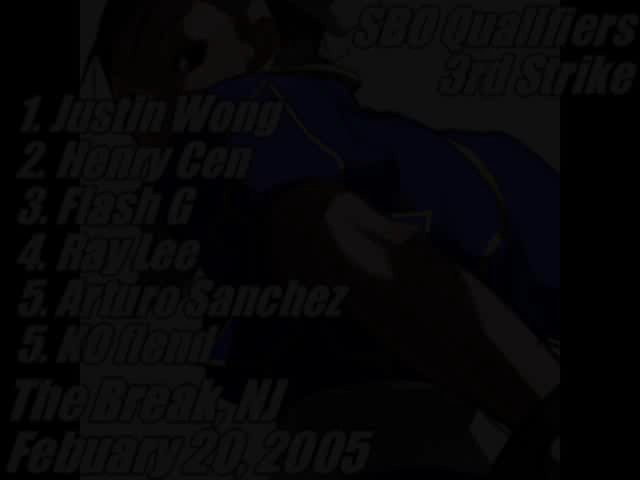 SBO Qualifiers
3rd Strike
1. Justin Wong
2. Henry Cen
3. Flash G
4. Ray Lee
5. Arturo Sanchez
5. KOfiend
The Break, NJ
Febuary 20, 2005